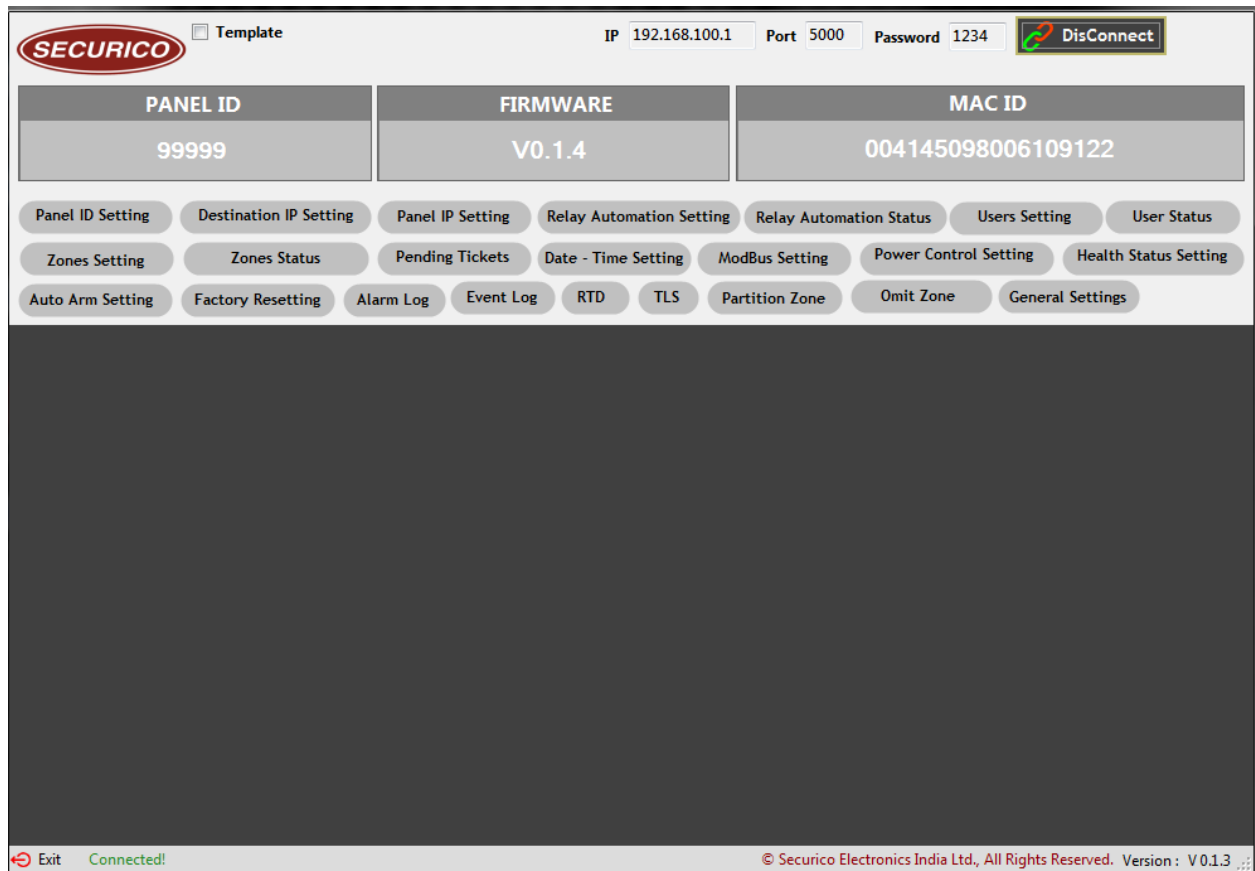 SECURICO
Template
IP 192.168.100.1 Port 5000 Password 1234 DisConnect
PANEL ID FIRMWARE MAC ID
99999 V0.1.4 004145098006109122
Panel ID Setting Destination IP Setting Panel IP Setting Relay Automation Setting Relay Automation Status Users Setting User Status
Zones Setting Zones Status Pending Tickets Date - Time Setting ModBus Setting Power Control Setting Health Status Setting
Auto Arm Setting Factory Resetting Alarm Log Event Log RTD TLS Partition Zone Omit Zone General Settings
Exit Connected! © Securico Electronics India Ltd., All Rights Reserved. Version : V 0.1.3